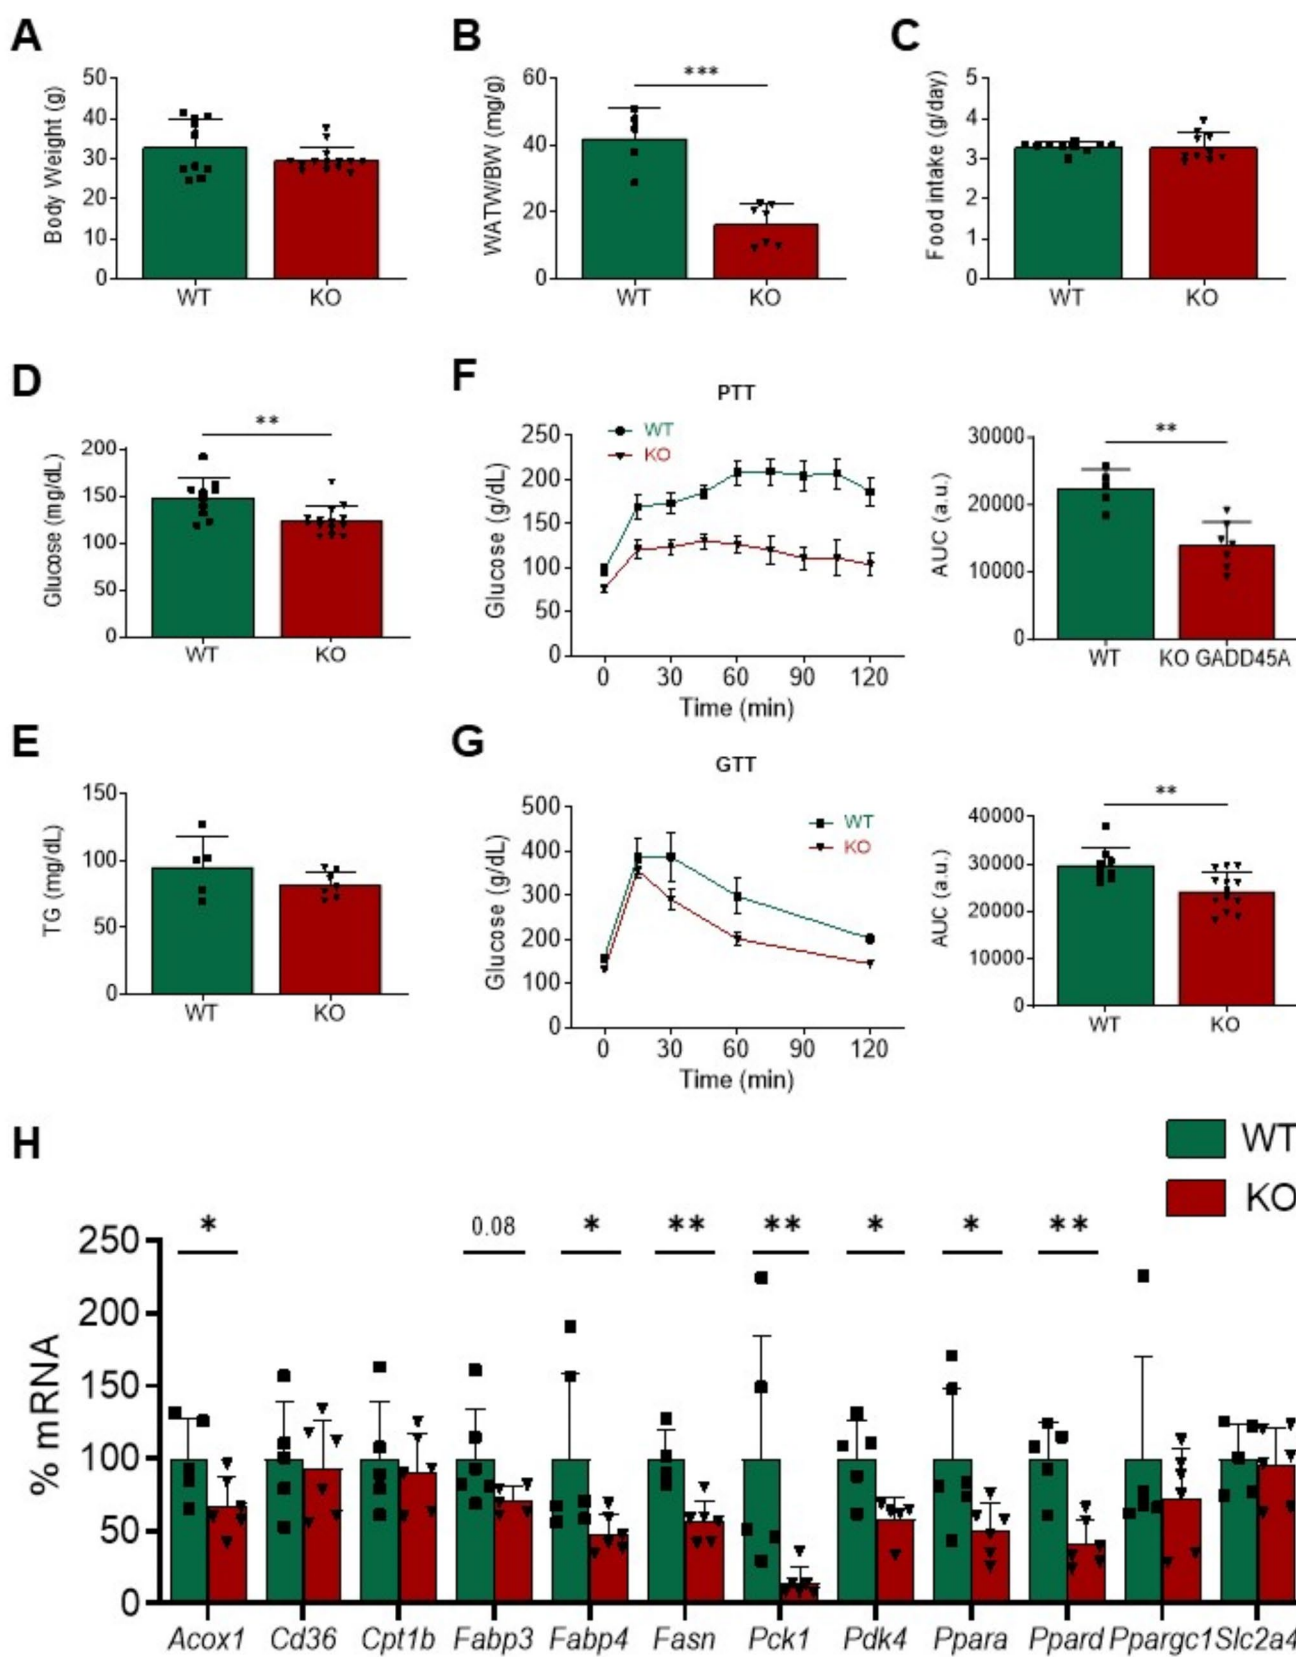 A
B
C
Body Weight (g)
50
40
30
20
10
0
WT
KO
WATW/BW (mg/g)
60
40
20
0
***
WT
KO
Food intake (g/day)
5
4
3
2
1
0
WT
KO
D
F
Glucose (mg/dL)
200
150
100
50
0
**
WT
KO
PTT
WT
KO
Glucose (g/dL)
250
200
150
100
50
0
0 30 60 90 120
Time (min)
AUC (a.u.)
30000
20000
10000
0
**
WT
KO GADD45A
E
G
TG (mg/dL)
150
100
50
0
WT
KO
GTT
WT
KO
Glucose (g/dL)
500
400
300
200
100
0
0 30 60 90 120
Time (min)
AUC (a.u.)
40000
30000
20000
10000
0
**
WT
KO
H
WT
KO
% mRNA
250
200
150
100
50
0
* 0.08 * ** ** * * **
Acox1 Cd36 Cpt1b Fabp3 Fabp4 Fasn Pck1 Pdk4 Ppara Ppard Ppargc1 Slc2a4